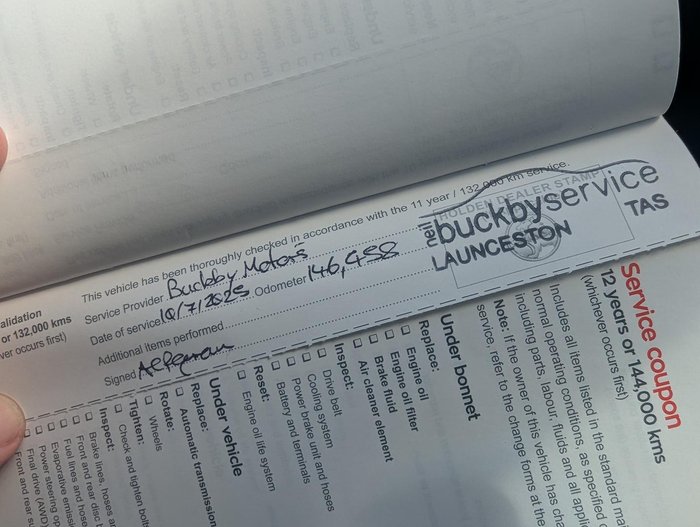 alidation
or 132,000 kms
ver occurs first)
This vehicle has been thoroughly checked in accordance with the 11 year / 132,000 km service.
Service Provider Buckby Motors
Date of service 10/7/2025 Odometer 146,458
Additional items performed
Signed
HOLDEN DEALER STAMP
neil buckbyservice
LAUNCESTON TAS
Service coupon
12 years or 144,000 kms
(whichever occurs first)
Includes all items listed in the standard
normal operating conditions, as specified
including parts, labour, fluids and all
Note: If the owner of this vehicle has
service, refer to the change forms at
Under bonnet
Replace:
Engine oil
Engine oil filter
Brake fluid
Air cleaner element
Inspect:
Drive belt
Cooling system
Power brake unit and hoses
Battery and terminals
Reset:
Engine oil life system
Under vehicle
Replace:
Automatic transmission
Rotate:
Wheels
Tighten:
Check and tighten
Inspect:
Brake lines, hoses
Front and rear disc
Fuel lines and
Evaporative
Power steering
Final drive (AWD)
Front and rear